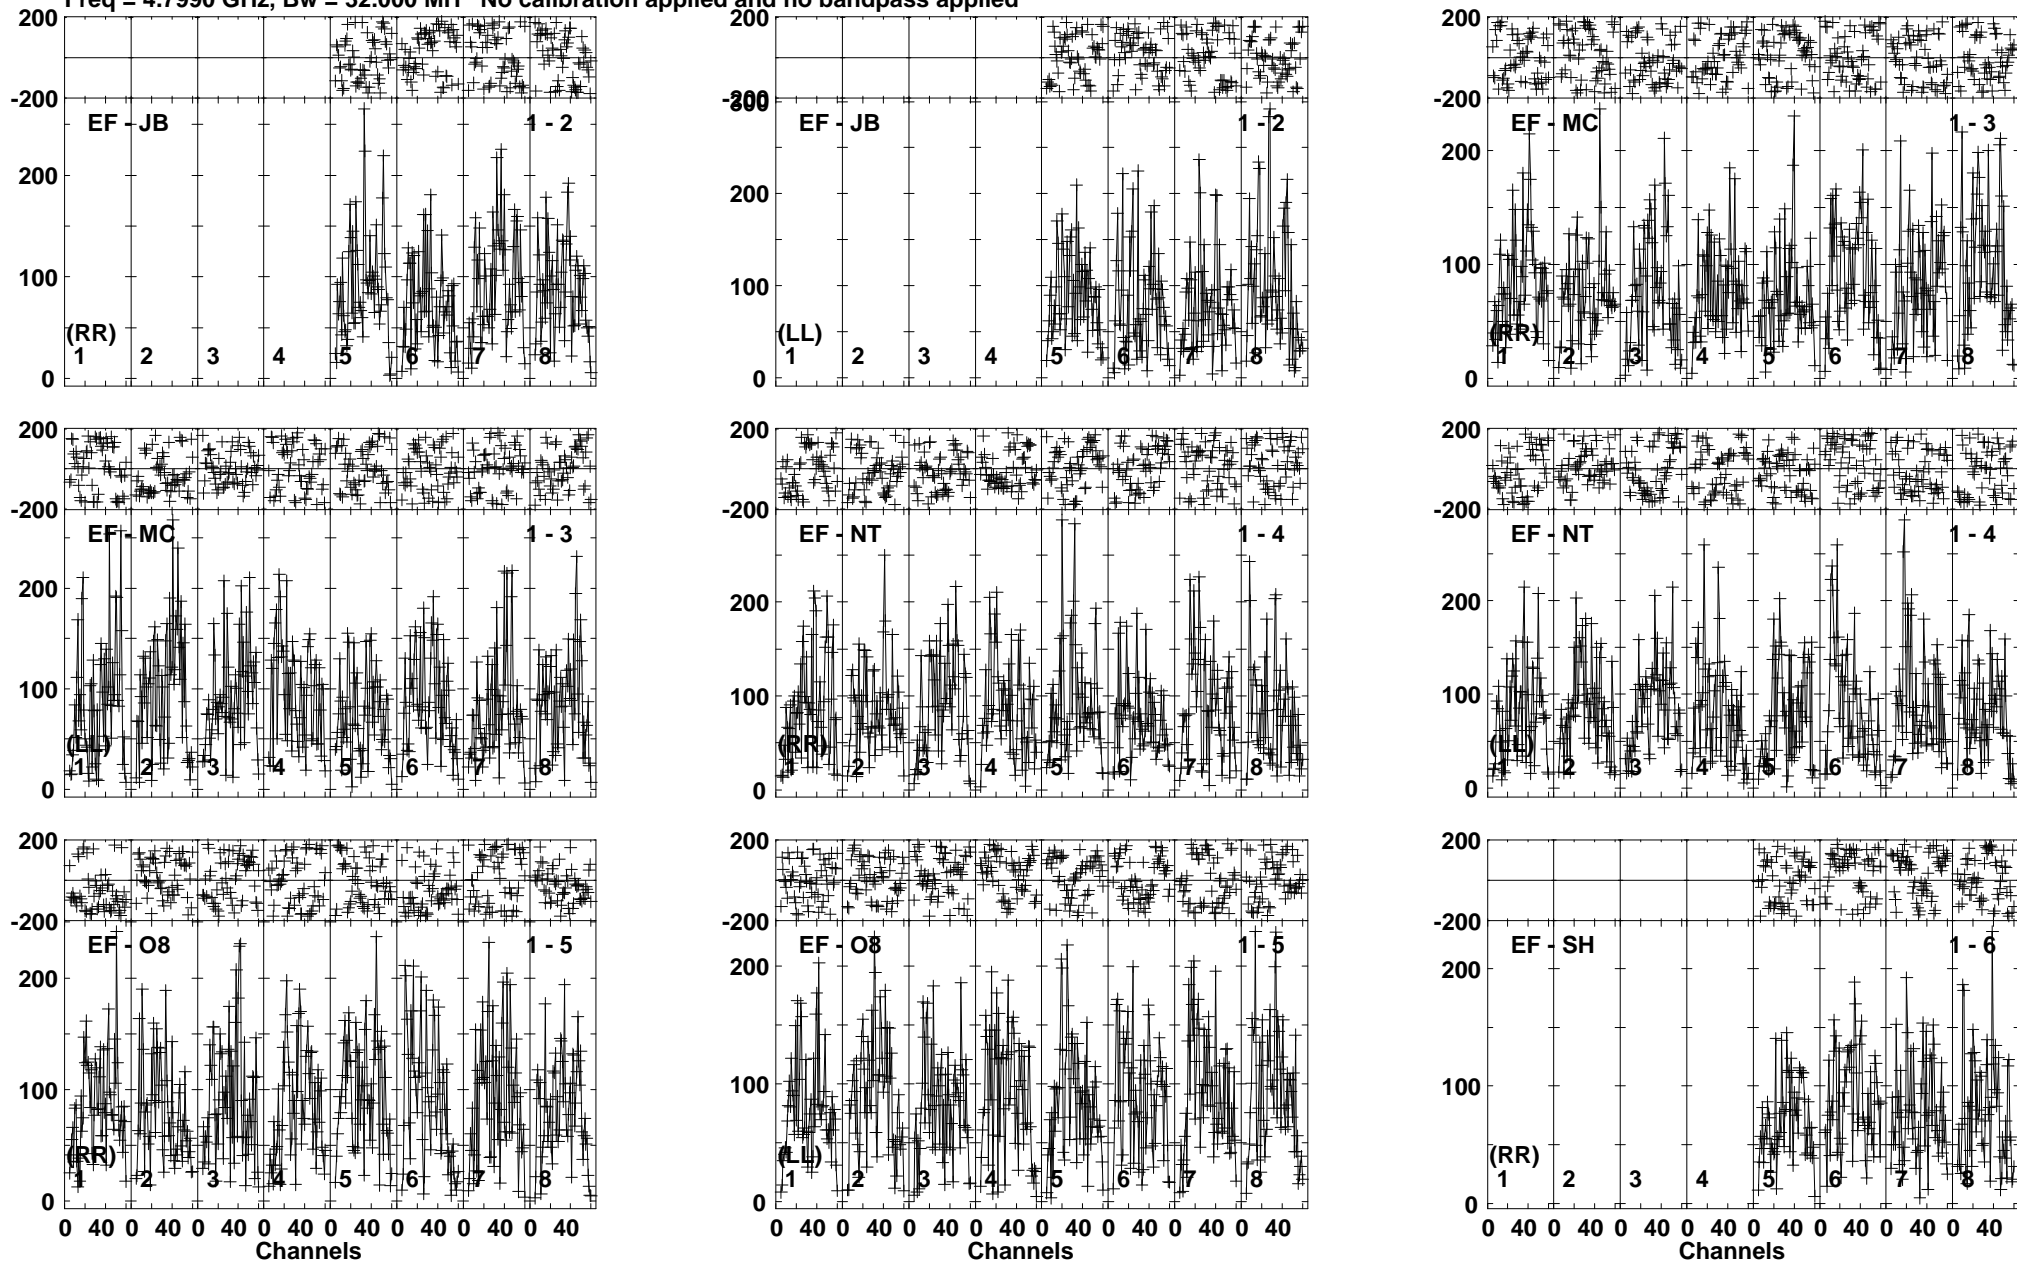 Freq = 4.7990 GHz, Bw = 32.000 MH No calibration applied and no bandpass applied
200 200 200
-200 -200 -200
300
EF - JB 1 - 2 EF - JB 1 - 2 EF - MC 1 - 3
200 200 200
100 100 100
(RR) (LL) (RR)
1 2 3 4 5 6 7 8 1 2 3 4 5 6 7 8 1 2 3 4 5 6 7 8
0 0 0
200 200 200
-200 -200 -200
EF - MC 1 - 3 EF - NT 1 - 4 EF - NT 1 - 4
200 200 200
100 100 100
(LL) (RR) (LL)
1 2 3 4 5 6 7 8 1 2 3 4 5 6 7 8 1 2 3 4 5 6 7 8
0 0 0
200 200 200
-200 -200 -200
EF - O8 1 - 5 EF - O8 1 - 5 EF - SH 1 - 6
200 200 200
100 100 100
(RR) (LL) (RR)
1 2 3 4 5 6 7 8 1 2 3 4 5 6 7 8 1 2 3 4 5 6 7 8
0 0 0
0 40 0 40 0 40 0 40 0 40 0 40 0 40 0 40 0 40 0 40 0 40 0 40 0 40 0 40 0 40 0 40 0 40 0 40 0 40 0 40 0 40 0 40 0 40 0 40
Channels Channels